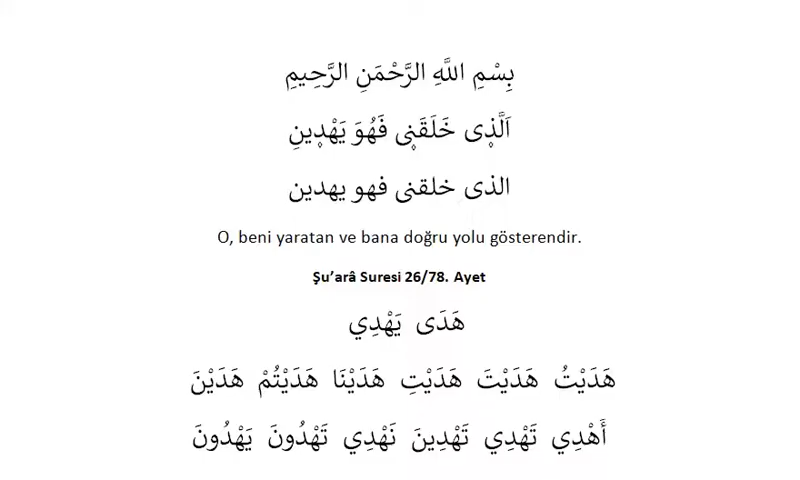 بِسْمِ اللَّهِ الرَّحْمَنِ الرَّحِيمِ
اَلَّذ۪ى خَلَقَن۪ى فَهُوَ يَهْد۪ينِ
الذى خلقنى فهو يهدين
O, beni yaratan ve bana doğru yolu gösterendir.
Şu’arâ Suresi 26/78. Ayet
هَدَى يَهْدِي
هَدَيْتُ هَدَيْتَ هَدَيْتِ هَدَيْنَا هَدَيْتُمْ هَدَيْنَ
أَهْدِي تَهْدِي تَهْدِينَ نَهْدِي تَهْدُونَ يَهْدُونَ